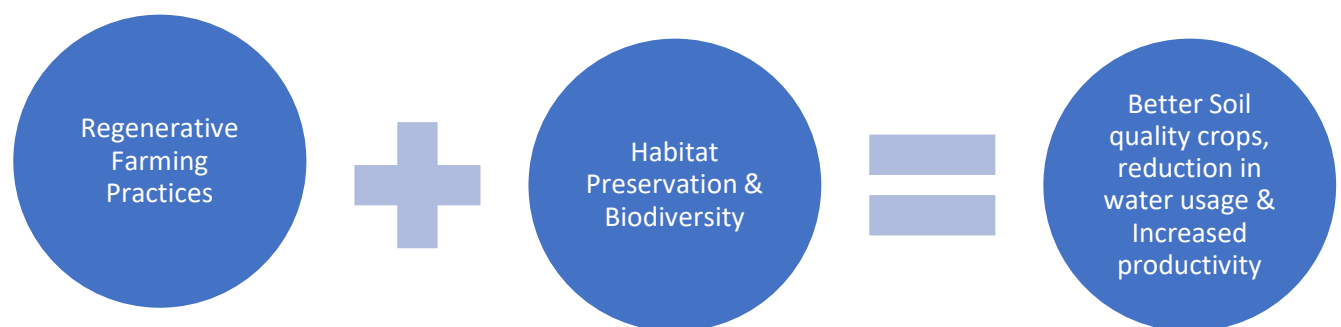 Regenerative
Farming
Practices
Habitat
Preservation &
Biodiversity
Better Soil
quality crops,
reduction in
water usage &
Increased
productivity